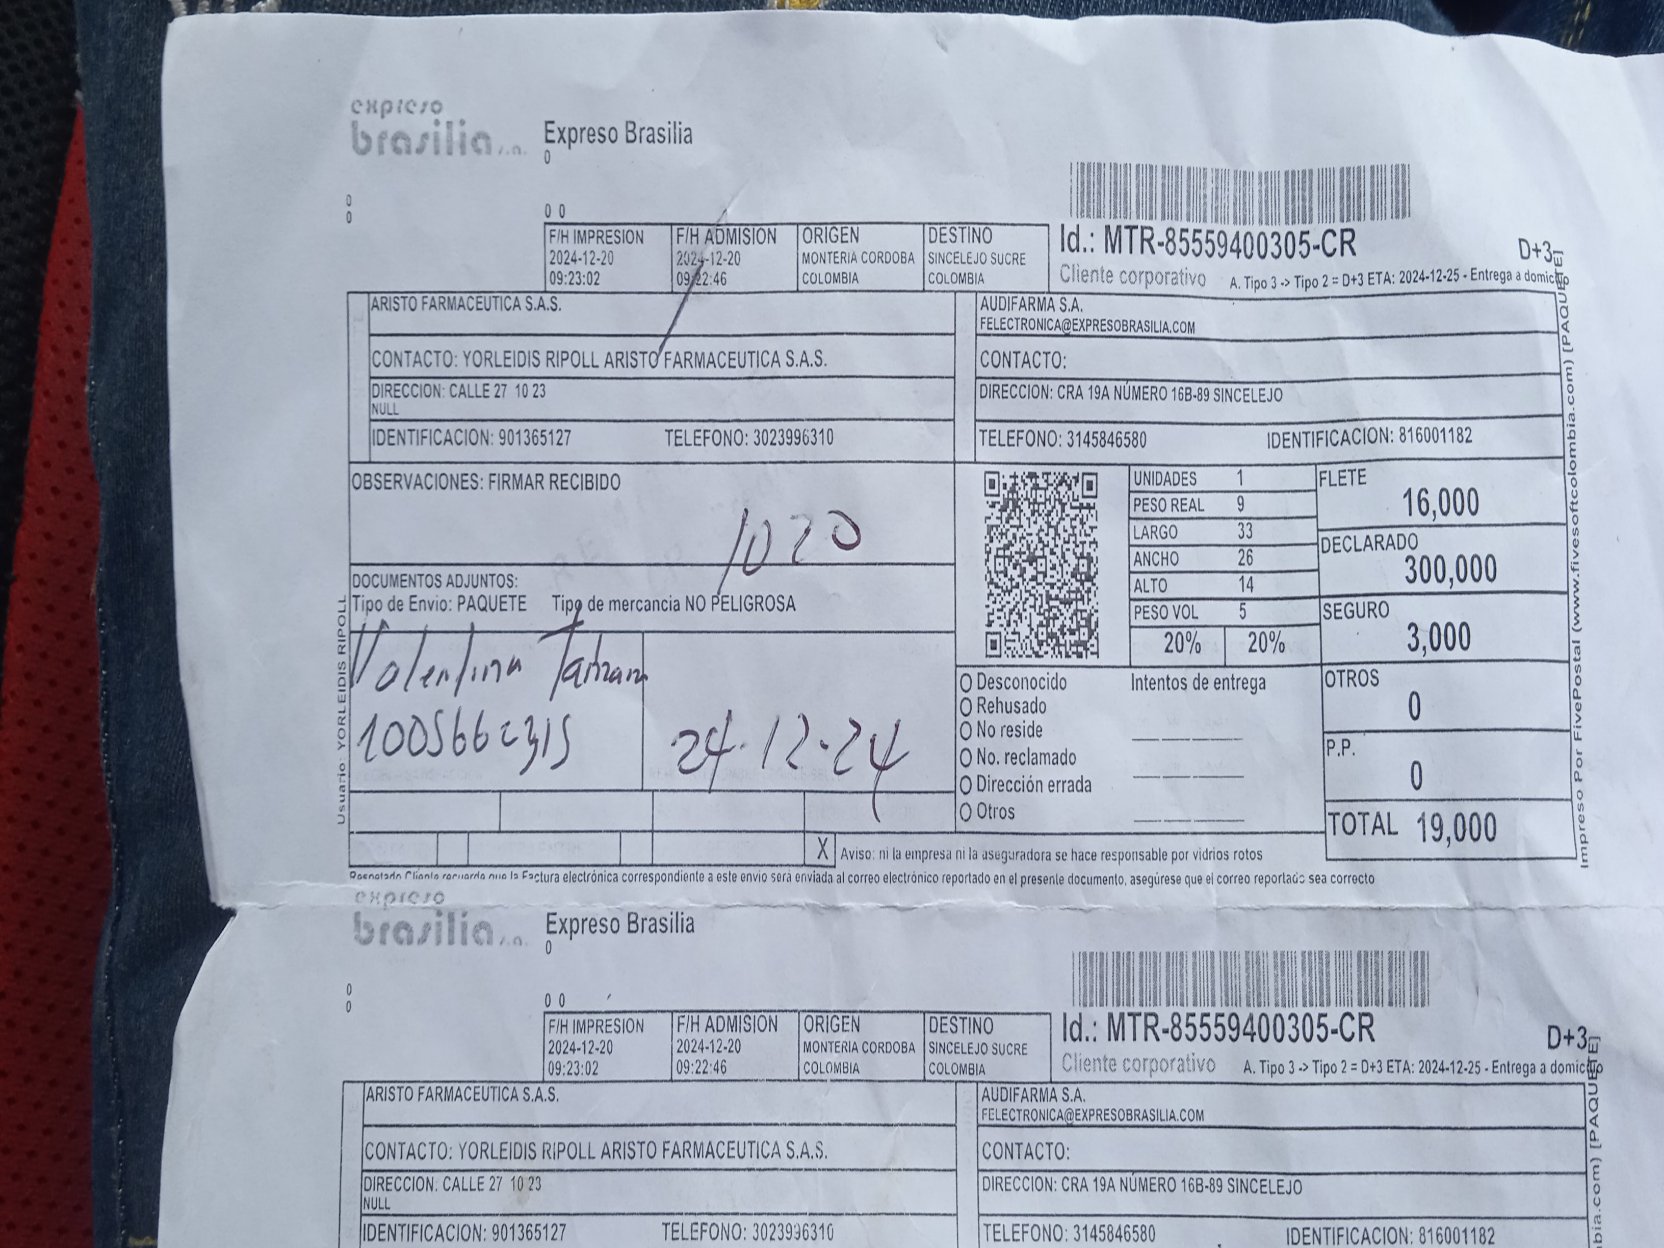 expreso
brasilia s.a.
Expreso Brasilia
0
0
0
0 0
F/H IMPRESION
2024-12-20
09:23:02
F/H ADMISION
2024-12-20
09:22:46
ORIGEN
MONTERIA CORDOBA
COLOMBIA
DESTINO
SINCELEJO SUCRE
COLOMBIA
Id.: MTR-85559400305-CR
D+3
Cliente corporativo
A. Tipo 3 -> Tipo 2 = D+3 ETA: 2024-12-25 - Entrega a domic
ARISTO FARMACEUTICA S.A.S.
CONTACTO: YORLEIDIS RIPOLL ARISTO FARMACEUTICA S.A.S.
DIRECCION: CALLE 27 10 23
NULL
IDENTIFICACION: 901365127 TELEFONO: 3023996310
AUDIFARMA S.A.
FELECTRONICA@EXPRESOBRASILIA.COM
CONTACTO:
DIRECCION: CRA 19A NÚMERO 16B-89 SINCELEJO
TELEFONO: 3145846580 IDENTIFICACION: 816001182
OBSERVACIONES: FIRMAR RECIBIDO
1020
DOCUMENTOS ADJUNTOS:
Tipo de Envio: PAQUETE Tipo de mercancia NO PELIGROSA
Valentina
24-12-24
UNIDADES 1
PESO REAL 9
LARGO 33
ANCHO 26
ALTO 14
PESO VOL 5
20% 20%
FLETE
16,000
DECLARADO
300,000
SEGURO
3,000
OTROS
0
P.P.
0
TOTAL 19,000
Desconocido
Rehusado
No reside
No. reclamado
Dirección errada
Otros
Intentos de entrega
X Aviso: ni la empresa ni la aseguradora se hace responsable por vidrios rotos
Usuario: YORLEIDIS RIPOLL
Impreso Por FivePostal (www.fivesoftcolombia.com) [PAQUETE]
Respetado Cliente recuerde que la Factura electrónica correspondiente a este envio será enviada al correo electrónico reportado en el presente documento, asegúrese que el correo reportado sea correcto
expreso
brasilia s.a.
Expreso Brasilia
0
0
0
0 0
F/H IMPRESION
2024-12-20
09:23:02
F/H ADMISION
2024-12-20
09:22:46
ORIGEN
MONTERIA CORDOBA
COLOMBIA
DESTINO
SINCELEJO SUCRE
COLOMBIA
Id.: MTR-85559400305-CR
D+3
Cliente corporativo
A. Tipo 3 -> Tipo 2 = D+3 ETA: 2024-12-25 - Entrega a domic
ARISTO FARMACEUTICA S.A.S.
CONTACTO: YORLEIDIS RIPOLL ARISTO FARMACEUTICA S.A.S.
DIRECCION: CALLE 27 10 23
NULL
IDENTIFICACION: 901365127 TELEFONO: 3023996310
AUDIFARMA S.A.
FELECTRONICA@EXPRESOBRASILIA.COM
CONTACTO:
DIRECCION: CRA 19A NÚMERO 16B-89 SINCELEJO
TELEFONO: 3145846580 IDENTIFICACION: 816001182
bia.com) [PAQUETE]